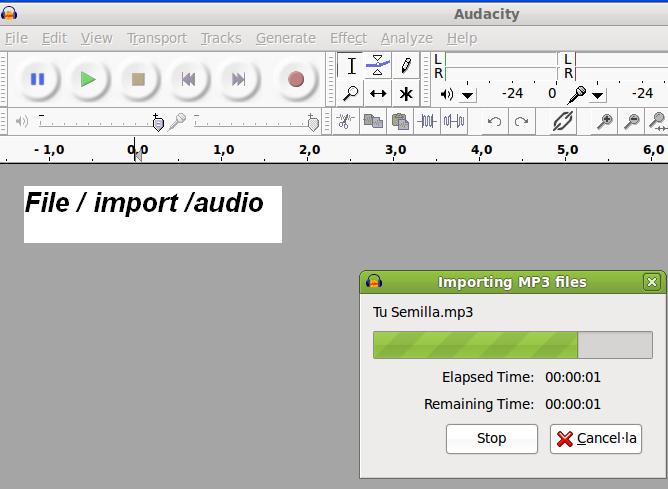 Audacity
File Edit View Transport Tracks Generate Effect Analyze Help
L L
R R
-24 0 -24
- 1,0 0,0 1,0 2,0 3,0 4,0 5,0 6,0
File / import /audio
Importing MP3 files
Tu Semilla.mp3
Elapsed Time: 00:00:01
Remaining Time: 00:00:01
Stop Cancel·la